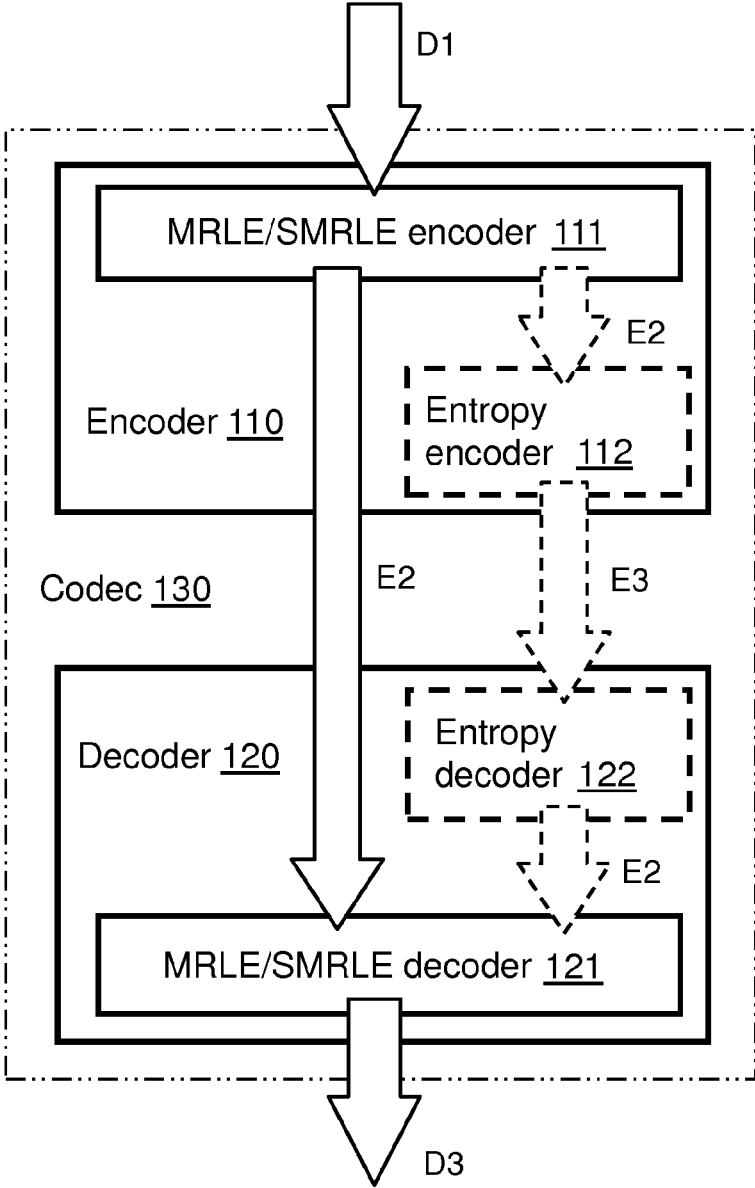 D1
MRLE/SMRLE encoder 111
E2
Encoder 110
Entropy
encoder 112
Codec 130
E2
E3
Decoder 120
Entropy
decoder 122
E2
MRLE/SMRLE decoder 121
D3